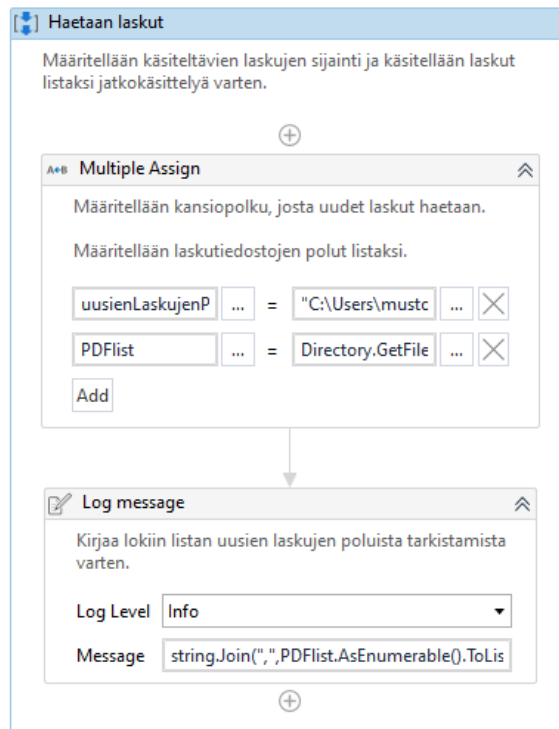 Haetaan laskut
Määritellään käsiteltävien laskujen sijainti ja käsitellään laskut
listaksi jatkokäsittelyä varten.
A←B Multiple Assign
Määritellään kansiopolku, josta uudet laskut haetaan.
Määritellään laskutiedostojen polut listaksi.
uusienLaskujenP ... = "C:\Users\mustc ...
PDFlist ... = Directory.GetFile ...
Add
Log message
Kirjaa lokiin listan uusien laskujen poluista tarkistamista
varten.
Log Level Info
Message string.Join(",",PDFlist.AsEnumerable().ToLis